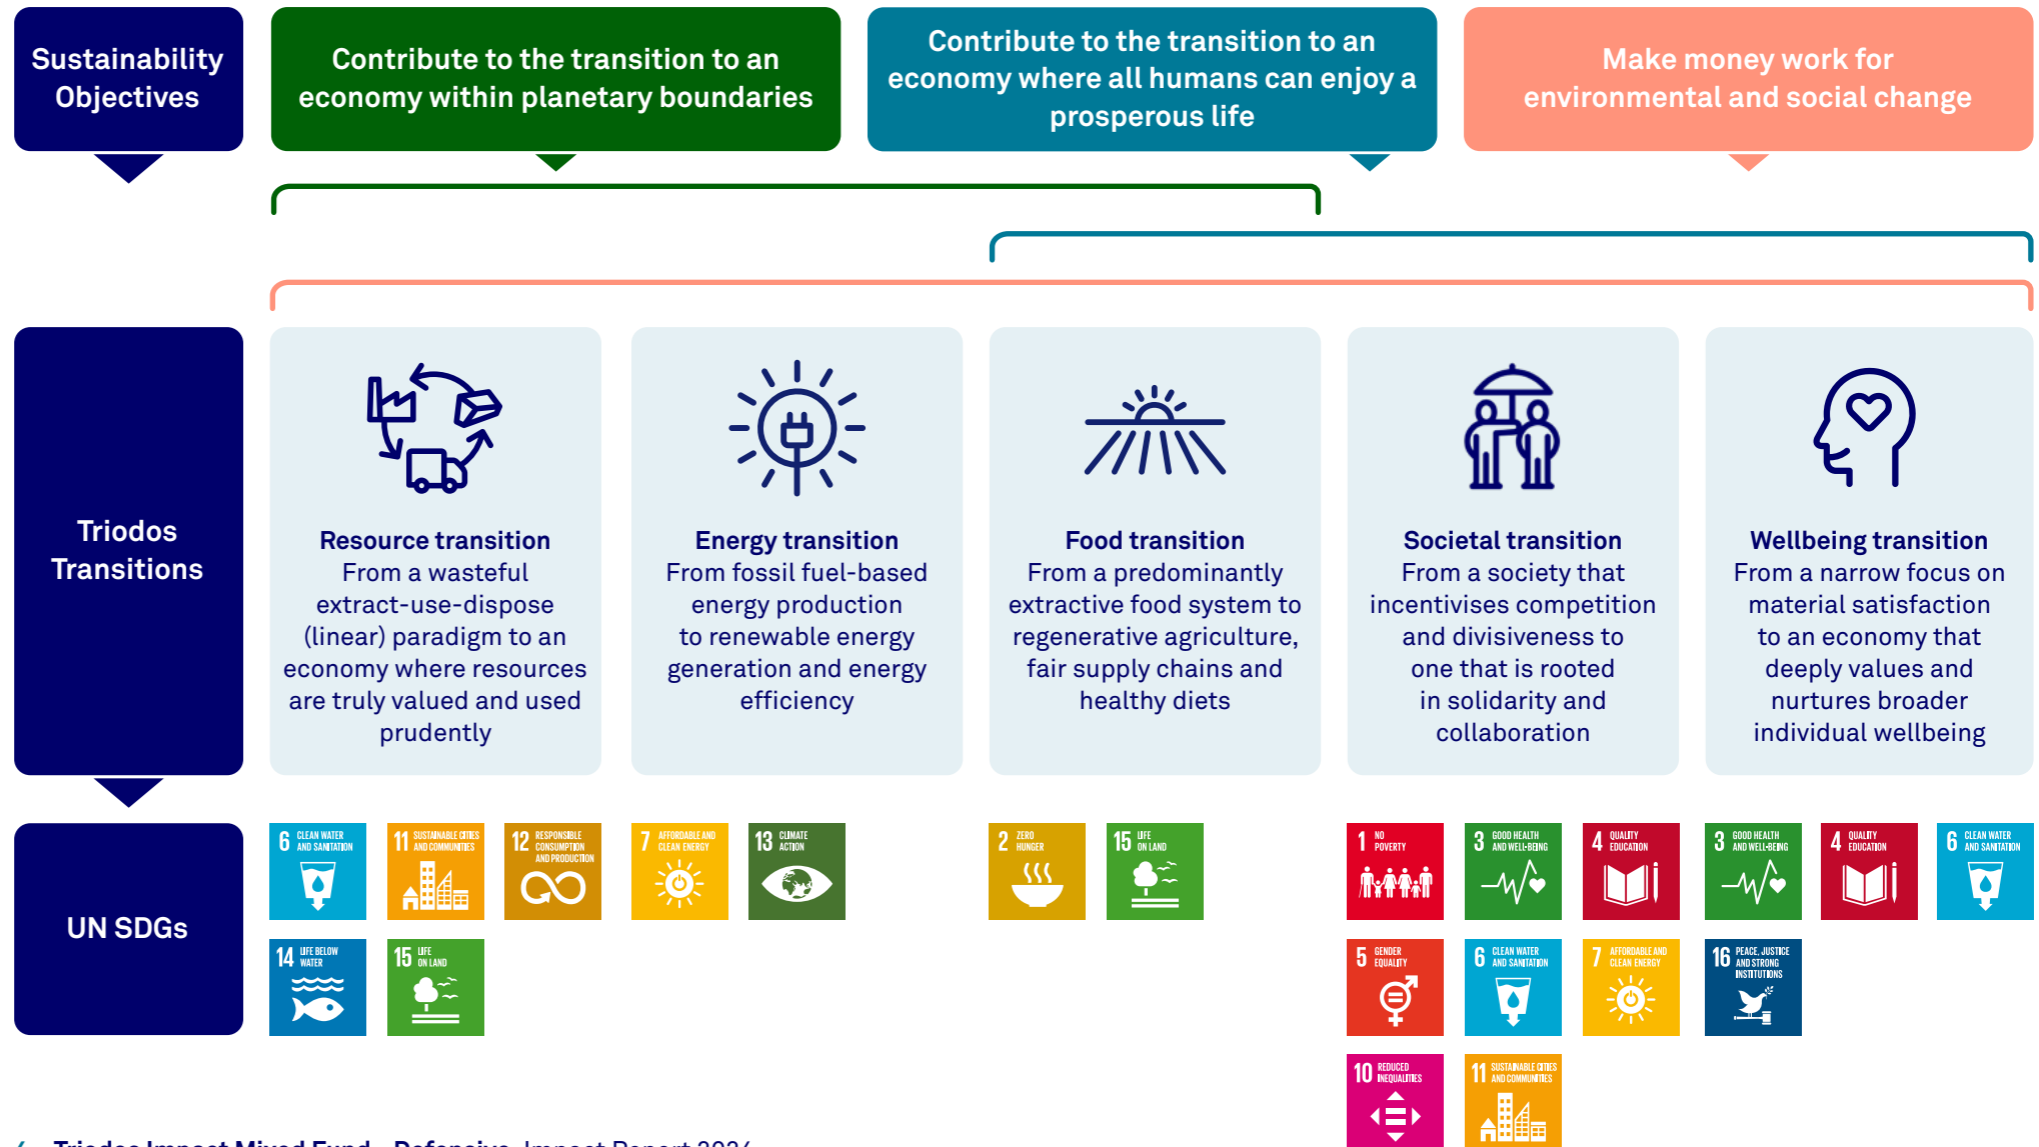 Sustainability
Objectives
Contribute to the transition to an
economy within planetary boundaries
Contribute to the transition to an
economy where all humans can enjoy a
prosperous life
Make money work for
environmental and social change
Triodos
Transitions
Resource transition
From a wasteful
extract-use-dispose
(linear) paradigm to an
economy where resources
are truly valued and used
prudently
Energy transition
From fossil fuel-based
energy production
to renewable energy
generation and energy
efficiency
Food transition
From a predominantly
extractive food system to
regenerative agriculture,
fair supply chains and
healthy diets
Societal transition
From a society that
incentivises competition
and divisiveness to
one that is rooted
in solidarity and
collaboration
Wellbeing transition
From a narrow focus on
material satisfaction
to an economy that
deeply values and
nurtures broader
individual wellbeing
UN SDGs
6 CLEAN WATER
AND SANITATION
11 SUSTAINABLE CITIES
AND COMMUNITIES
12 RESPONSIBLE
CONSUMPTION
AND PRODUCTION
14 LIFE BELOW
WATER
15 LIFE
ON LAND
7 AFFORDABLE AND
CLEAN ENERGY
13 CLIMATE
ACTION
2 ZERO
HUNGER
15 LIFE
ON LAND
1 NO
POVERTY
3 GOOD HEALTH
AND WELL-BEING
4 QUALITY
EDUCATION
5 GENDER
EQUALITY
6 CLEAN WATER
AND SANITATION
7 AFFORDABLE AND
CLEAN ENERGY
10 REDUCED
INEQUALITIES
11 SUSTAINABLE CITIES
AND COMMUNITIES
3 GOOD HEALTH
AND WELL-BEING
4 QUALITY
EDUCATION
6 CLEAN WATER
AND SANITATION
16 PEACE, JUSTICE
AND STRONG
INSTITUTIONS
Triodos Impact Mixed Fund - Defensive Impact Report